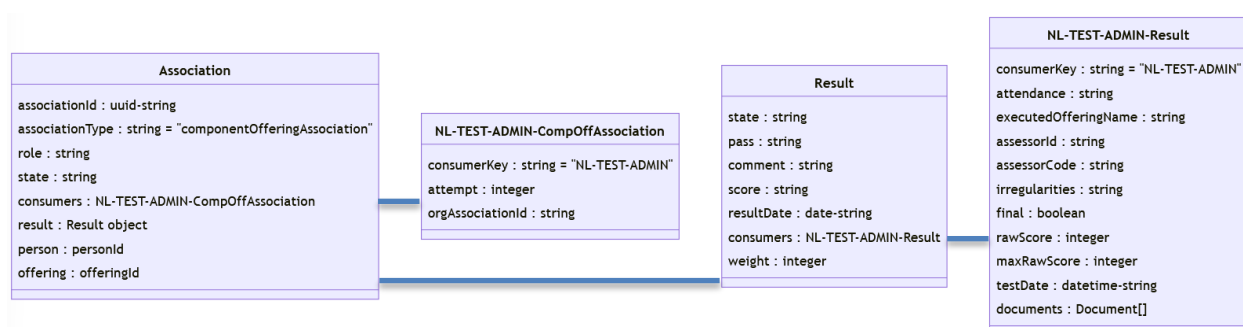 Association
associationId : uuid-string
associationType : string = "componentOfferingAssociation"
role : string
state : string
consumers : NL-TEST-ADMIN-CompOffAssociation
result : Result object
person : personId
offering : offeringId
NL-TEST-ADMIN-CompOffAssociation
consumerKey : string = "NL-TEST-ADMIN"
attempt : integer
orgAssociationId : string
Result
state : string
pass : string
comment : string
score : string
resultDate : date-string
consumers : NL-TEST-ADMIN-Result
weight : integer
NL-TEST-ADMIN-Result
consumerKey : string = "NL-TEST-ADMIN"
attendance : string
executedOfferingName : string
assessorId : string
assessorCode : string
irregularities : string
final : boolean
rawScore : integer
maxRawScore : integer
testDate : datetime-string
documents : Document[]